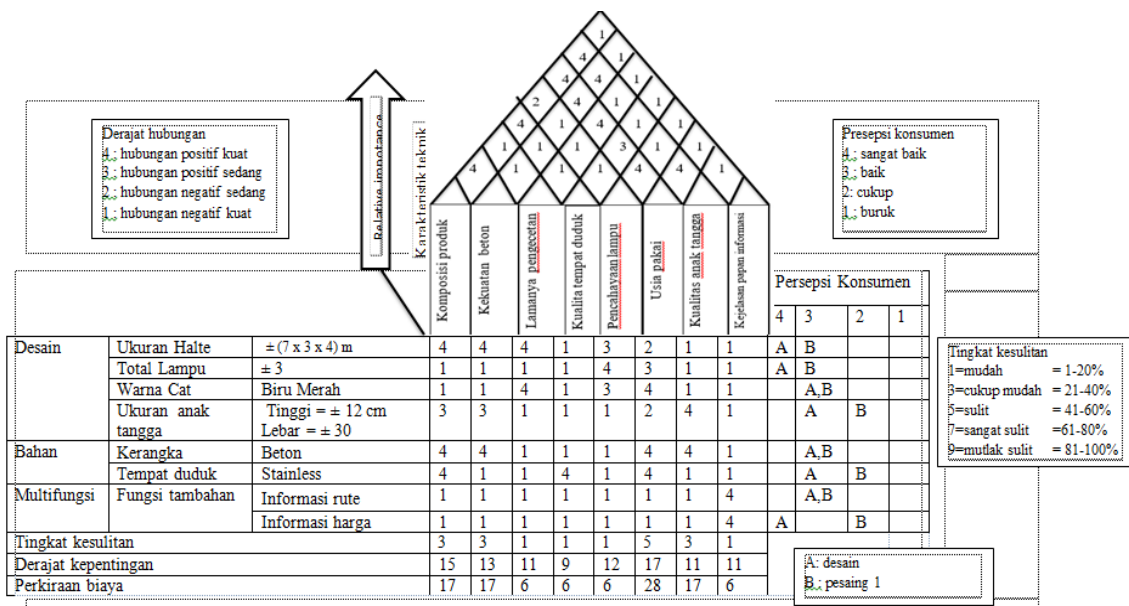 1
4 1
4 4 1
2 4 1 1
4 1 4 1 1
1 1 1 3 1 1
4 1 1 1 4 4 1
Derajat hubungan
4 ; hubungan positif kuat
3 ; hubungan positif sedang
2 ; hubungan negatif sedang
1 ; hubungan negatif kuat
Relative impotance
Karakteristik teknik
Presepsi konsumen
4 ; sangat baik
3 ; baik
2: cukup
1 ; buruk
Komposisi produk
Kekuatan beton
Lamanya pengecetan
Kualita tempat duduk
Pencahayaan lampu
Usia pakai
Kualitas anak tangga
Kejelasan papan informasi
Persepsi Konsumen
4 3 2 1
Desain Ukuran Halte ± (7 x 3 x 4) m 4 4 4 1 3 2 1 1 A B
Total Lampu ± 3 1 1 1 1 4 3 1 1 A B
Warna Cat Biru Merah 1 1 4 1 3 4 1 1 A,B
Ukuran anak Tinggi = ± 12 cm 3 3 1 1 1 2 4 1 A B
tangga Lebar = ± 30
Bahan Kerangka Beton 4 4 1 1 1 4 4 1 A,B
Tempat duduk Stainless 4 1 1 4 1 4 1 1 A B
Multifungsi Fungsi tambahan Informasi rute 1 1 1 1 1 1 1 4 A,B
Informasi harga 1 1 1 1 1 1 1 4 A B
Tingkat kesulitan 3 3 1 1 1 5 3 1
Derajat kepentingan 15 13 11 9 12 17 11 11
Perkiraan biaya 17 17 6 6 6 28 17 6
Tingkat kesulitan
1=mudah = 1-20%
3=cukup mudah = 21-40%
5=sulit = 41-60%
7=sangat sulit =61-80%
9=mutlak sulit = 81-100%
A: desain
B ; pesaing 1